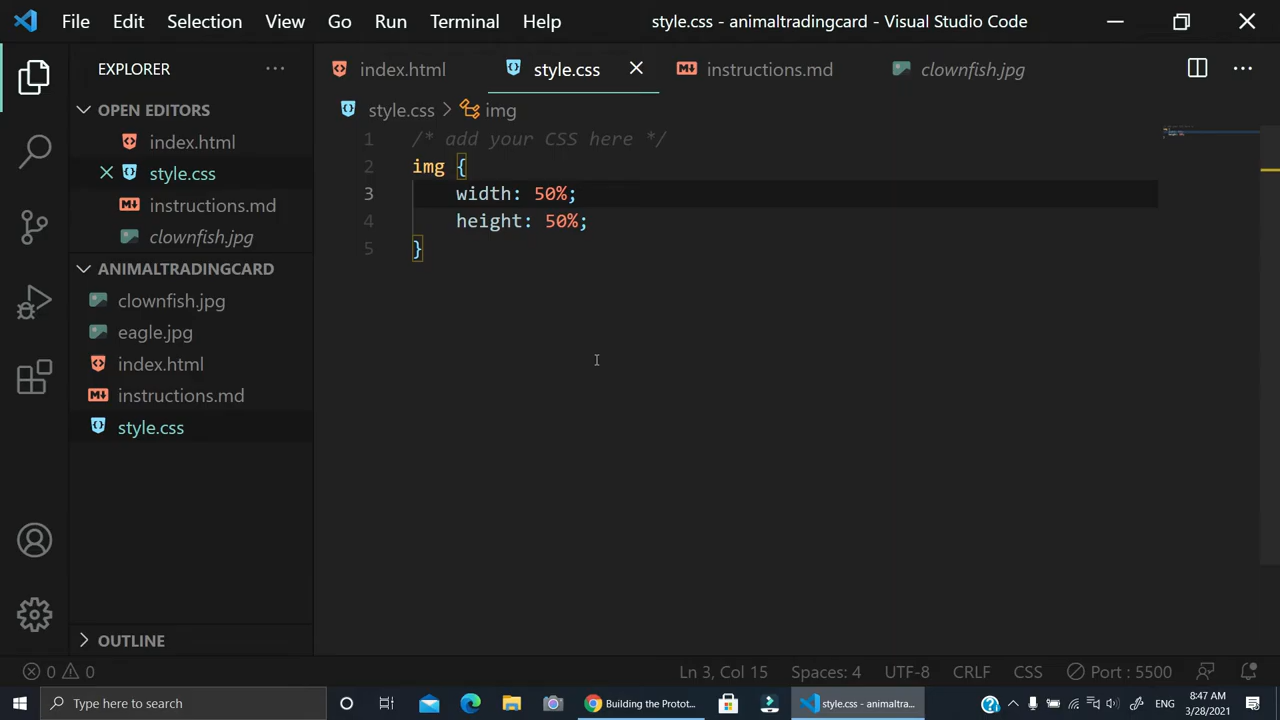 File Edit Selection View Go Run Terminal Help style.css - animaltradingcard - Visual Studio Code
EXPLORER
index.html style.css instructions.md clownfish.jpg
OPEN EDITORS
index.html
style.css
instructions.md
clownfish.jpg
ANIMALTRADINGCARD
clownfish.jpg
eagle.jpg
index.html
instructions.md
style.css
OUTLINE
style.css > img
1 /* add your CSS here */
2 img {
3 width: 50%;
4 height: 50%;
5 }
0 0 Ln 3, Col 15 Spaces: 4 UTF-8 CRLF CSS Port : 5500
Type here to search
Building the Protot...
style.css - animaltra...
ENG
8:47 AM
3/28/2021